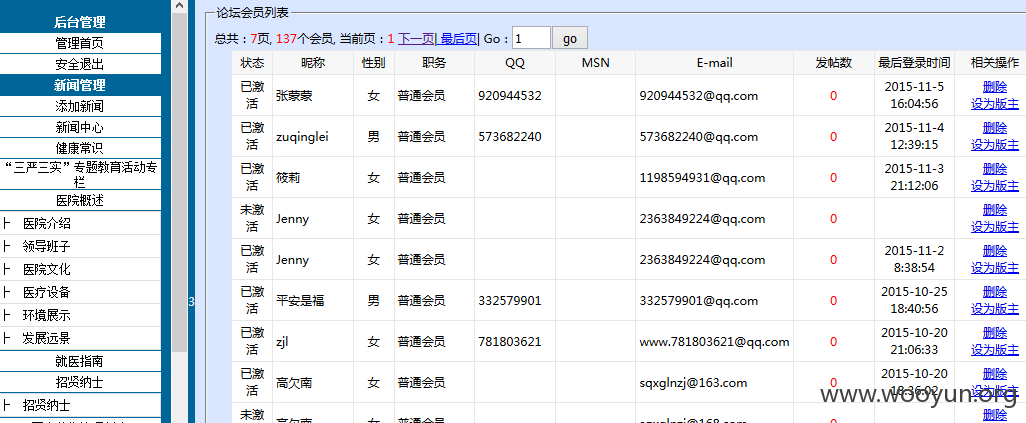 后台管理
管理首页
安全退出
新闻管理
添加新闻
新闻中心
健康常识
“三严三实”专题教育活动专
栏
医院概述
├ 医院介绍
├ 领导班子
├ 医院文化
├ 医疗设备
├ 环境展示
├ 发展远景
就医指南
招贤纳士
├ 招贤纳士
3
论坛会员列表
总共：7页, 137个会员, 当前页：1 下一页| 最后页| Go：1 go
状态 昵称 性别 职务 QQ MSN E-mail 发帖数 最后登录时间 相关操作
已激活 张蒙蒙 女 普通会员 920944532 920944532@qq.com 0 2015-11-5 16:04:56 删除 设为版主
已激活 zuqinglei 男 普通会员 573682240 573682240@qq.com 0 2015-11-4 12:39:15 删除 设为版主
已激活 筱莉 女 普通会员 1198594931@qq.com 0 2015-11-3 21:12:06 删除 设为版主
未激活 Jenny 女 普通会员 2363849224@qq.com 0 删除 设为版主
已激活 Jenny 女 普通会员 2363849224@qq.com 0 2015-11-2 8:38:54 删除 设为版主
已激活 平安是福 男 普通会员 332579901 332579901@qq.com 0 2015-10-25 18:40:56 删除 设为版主
已激活 zjl 女 普通会员 781803621 www.781803621@qq.com 0 2015-10-20 21:06:33 删除 设为版主
已激活 高欠南 女 普通会员 sqxglnzj@163.com 0 2015-10-20 18:36:02 删除 设为版主
未激 删除
www.wooyun.org